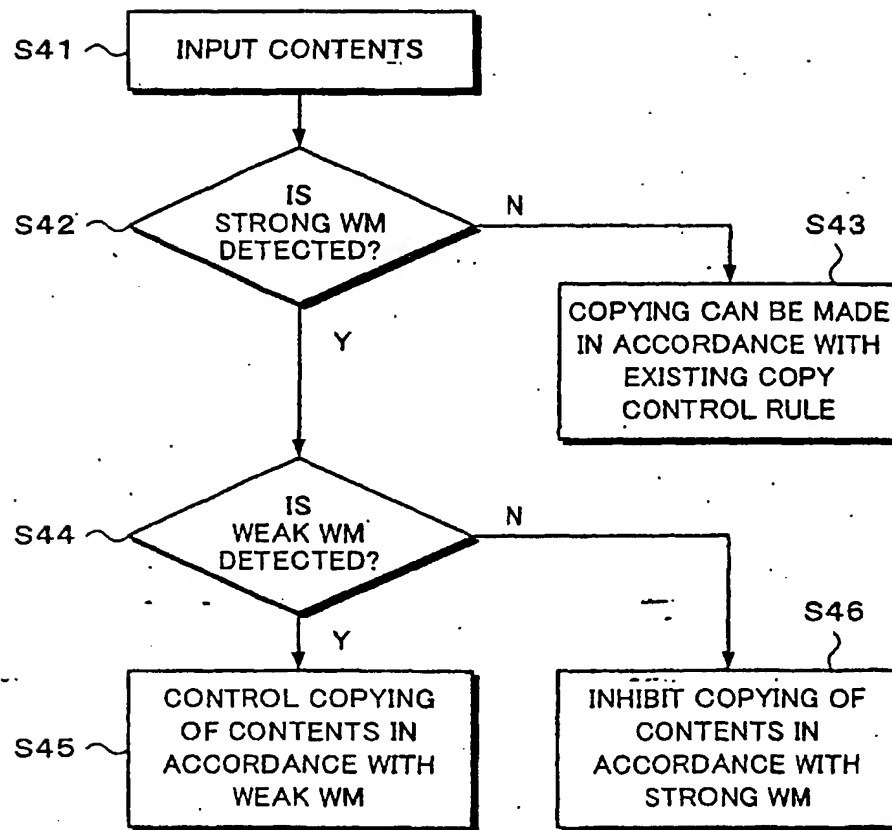 S41
INPUT CONTENTS
S42
IS
STRONG WM
DETECTED?
N
Y
S43
COPYING CAN BE MADE
IN ACCORDANCE WITH
EXISTING COPY
CONTROL RULE
S44
IS
WEAK WM
DETECTED?
N
Y
S45
CONTROL COPYING
OF CONTENTS IN
ACCORDANCE WITH
WEAK WM
S46
INHIBIT COPYING OF
CONTENTS IN
ACCORDANCE WITH
STRONG WM